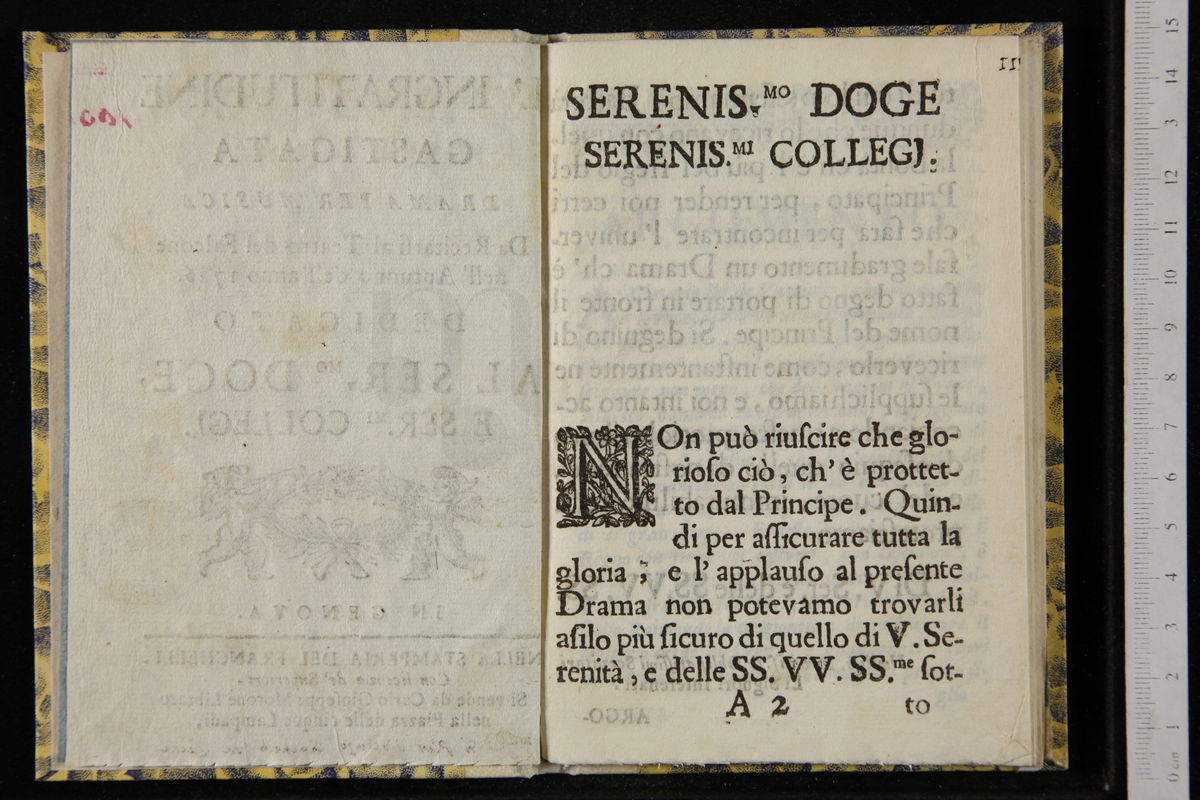 III
SERENIS.MO DOGE
SERENIS.MI COLLEGJ.
NOn può riuſcire che glo-
rioſo ciò, ch' è prottet-
to dal Principe. Quin-
di per aſſicurare tutta la
gloria, e l' applauſo al preſente
Drama non potevamo trovarli
aſilo più ſicuro di quello di V. Se-
renità, e delle SS. VV. SS.me ſot-
A 2 to